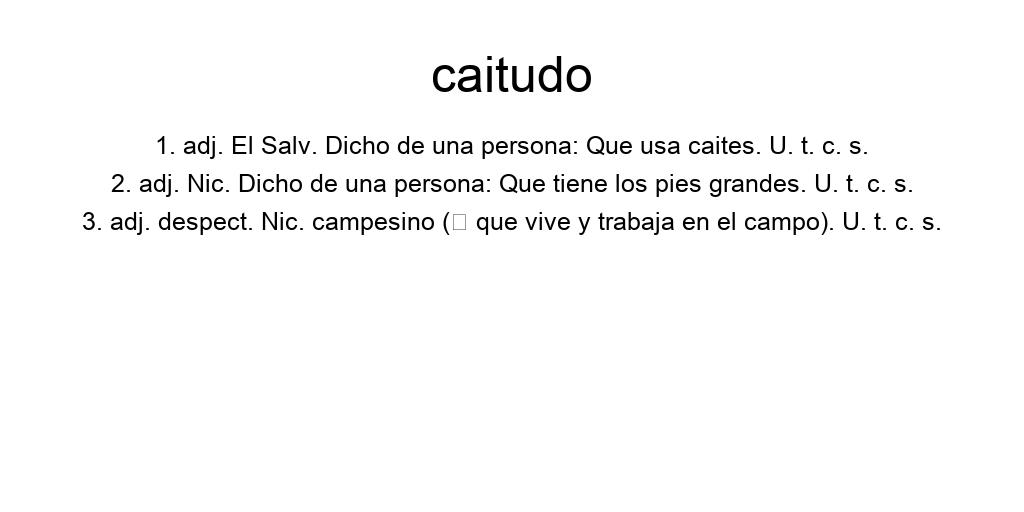 caitudo
1. adj. El Salv. Dicho de una persona: Que usa caites. U. t. c. s.
2. adj. Nic. Dicho de una persona: Que tiene los pies grandes. U. t. c. s.
3. adj. despect. Nic. campesino (□ que vive y trabaja en el campo). U. t. c. s.